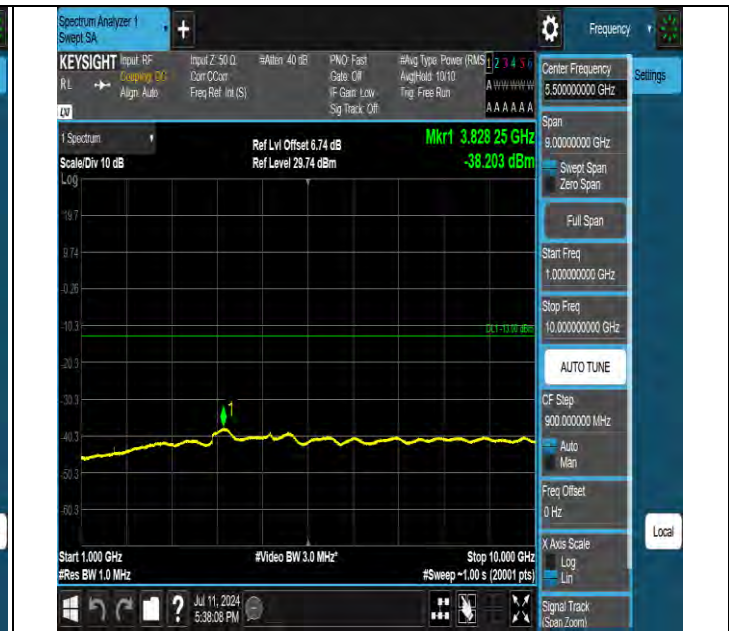 Spectrum Analyzer 1
Swept SA
+
Frequency
KEYSIGHT
RL
Input: RF
Coupling: DC
Align: Auto
Input Z: 50 Ω
Corr CCorr
Freq Ref: Int (S)
#Atten: 40 dB
PNO: Fast
Gate: Off
IF Gain: Low
Sig Track: Off
#Avg Type: Power (RMS
Avg|Hold: 10/10
Trig: Free Run
1 2 3 4 5 6
A W W W W W
A A A A A A
1 Spectrum
Scale/Div 10 dB
Log
Ref Lvl Offset 6.74 dB
Ref Level 29.74 dBm
Mkr1 3.828 25 GHz
-38.203 dBm
19.7
9.74
-0.26
-10.3
-20.3
-30.3
-40.3
-50.3
-60.3
DL1 -13.00 dBm
1
Start 1.000 GHz
#Res BW 1.0 MHz
#Video BW 3.0 MHz*
Stop 10.000 GHz
#Sweep ~1.00 s (20001 pts)
?
Jul 11, 2024
5:38:08 PM
Center Frequency
5.500000000 GHz
Settings
Span
9.00000000 GHz
Swept Span
Zero Span
Full Span
Start Freq
1.000000000 GHz
Stop Freq
10.000000000 GHz
AUTO TUNE
CF Step
900.000000 MHz
Auto
Man
Freq Offset
0 Hz
X Axis Scale
Log
Lin
Local
Signal Track
(Span Zoom)